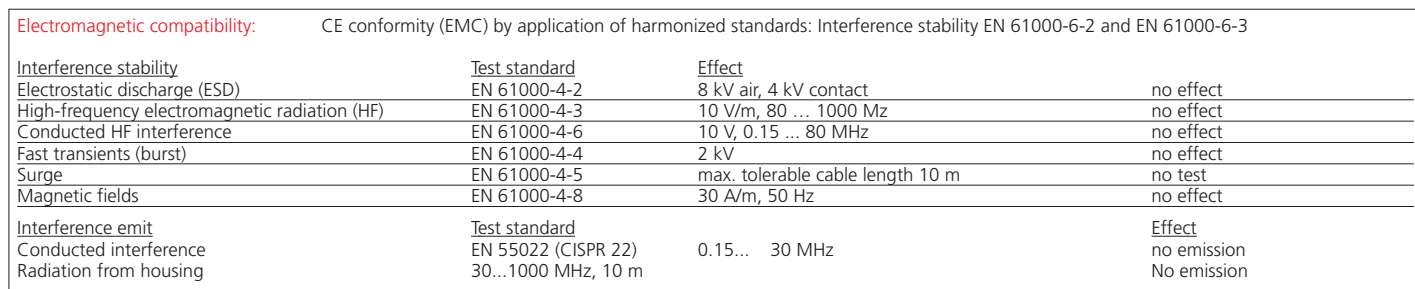 Electromagnetic compatibility: CE conformity (EMC) by application of harmonized standards: Interference stability EN 61000-6-2 and EN 61000-6-3
Interference stability Test standard Effect
Electrostatic discharge (ESD) EN 61000-4-2 8 kV air, 4 kV contact no effect
High-frequency electromagnetic radiation (HF) EN 61000-4-3 10 V/m, 80 … 1000 Mz no effect
Conducted HF interference EN 61000-4-6 10 V, 0.15 ... 80 MHz no effect
Fast transients (burst) EN 61000-4-4 2 kV no effect
Surge EN 61000-4-5 max. tolerable cable length 10 m no test
Magnetic fields EN 61000-4-8 30 A/m, 50 Hz no effect
Interference emit Test standard Effect
Conducted interference EN 55022 (CISPR 22) 0.15... 30 MHz no emission
Radiation from housing 30...1000 MHz, 10 m No emission